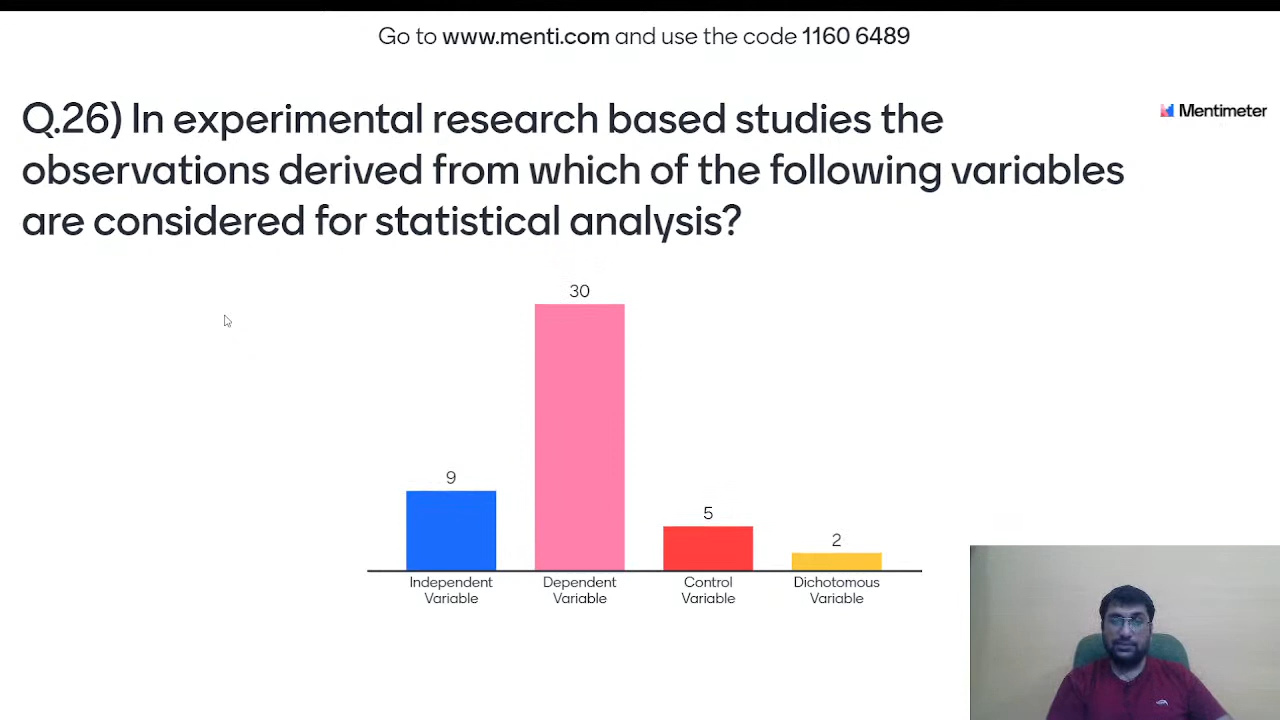 Go to www.menti.com and use the code 1160 6489
Q.26) In experimental research based studies the
observations derived from which of the following variables
are considered for statistical analysis?
Mentimeter
30
9
5
2
Independent
Variable
Dependent
Variable
Control
Variable
Dichotomous
Variable